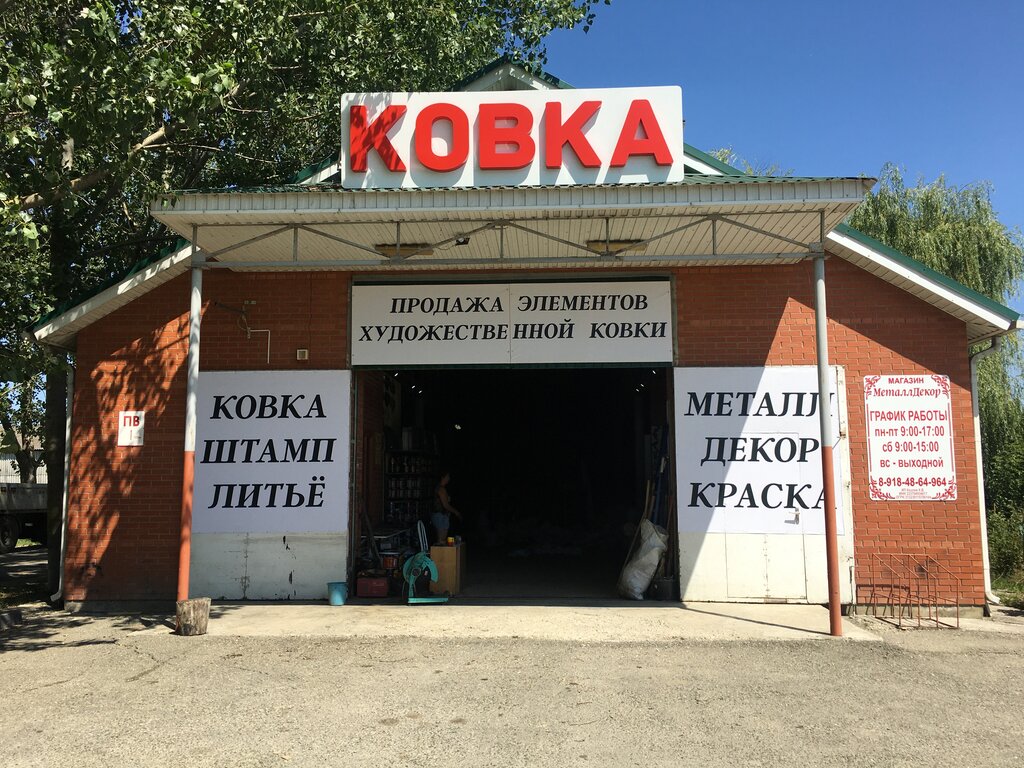 КОВКА
ПРОДАЖА ЭЛЕМЕНТОВ
ХУДОЖЕСТВЕННОЙ КОВКИ
КОВКА
ШТАМП
ЛИТЬЁ
МЕТАЛЛ
ДЕКОР
КРАСКА
ПВ
1
МАГАЗИН
МеталлДекор
ГРАФИК РАБОТЫ
пн-пт 9:00-17:00
сб 9:00-15:00
вс - выходной
8-918-48-64-964